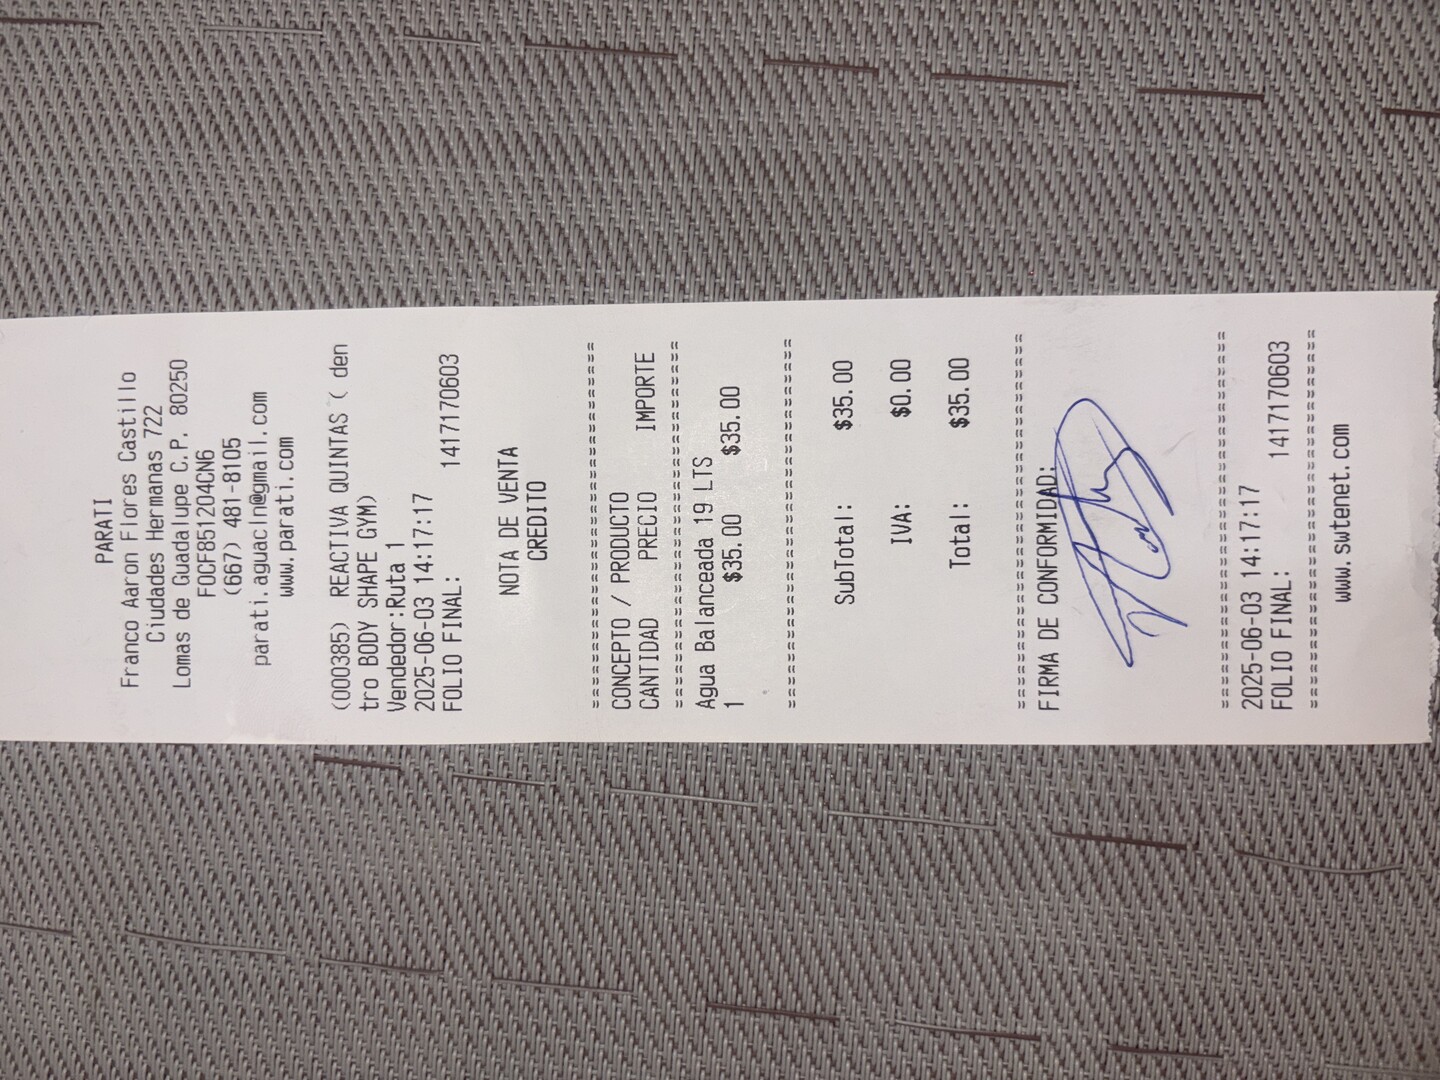 PARATI
Franco Aaron Flores Castillo
Ciudades Hermanas 722
Lomas de Guadalupe C.P. 80250
FOCF851204CN6
(667) 481-8105
parati.aguacln@gmail.com
www.parati.com
(000385) REACTIVA QUINTAS ( den
tro BODY SHAPE GYM)
Vendedor:Ruta 1
2025-06-03 14:17:17
FOLIO FINAL: 1417170603
NOTA DE VENTA
CREDITO
===============================
CONCEPTO / PRODUCTO
CANTIDAD PRECIO IMPORTE
===============================
Agua Balanceada 19 LTS
1 $35.00 $35.00
===============================
SubTotal: $35.00
IVA: $0.00
Total: $35.00
===============================
FIRMA DE CONFORMIDAD:
===============================
2025-06-03 14:17:17
FOLIO FINAL: 1417170603
===============================
www.swtenet.com